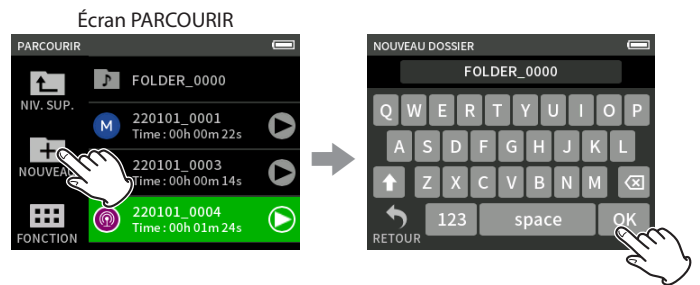 Écran PARCOURIR
PARCOURIR
NIV. SUP.
FOLDER_0000
M
220101_0001
Time : 00h 00m 22s
NOUVEAU
220101_0003
Time : 00h 00m 14s
220101_0004
Time : 00h 01m 24s
FONCTION
NOUVEAU DOSSIER
FOLDER_0000
Q W E R T Y U I O P
A S D F G H J K L
Z X C V B N M
RETOUR
123 space OK